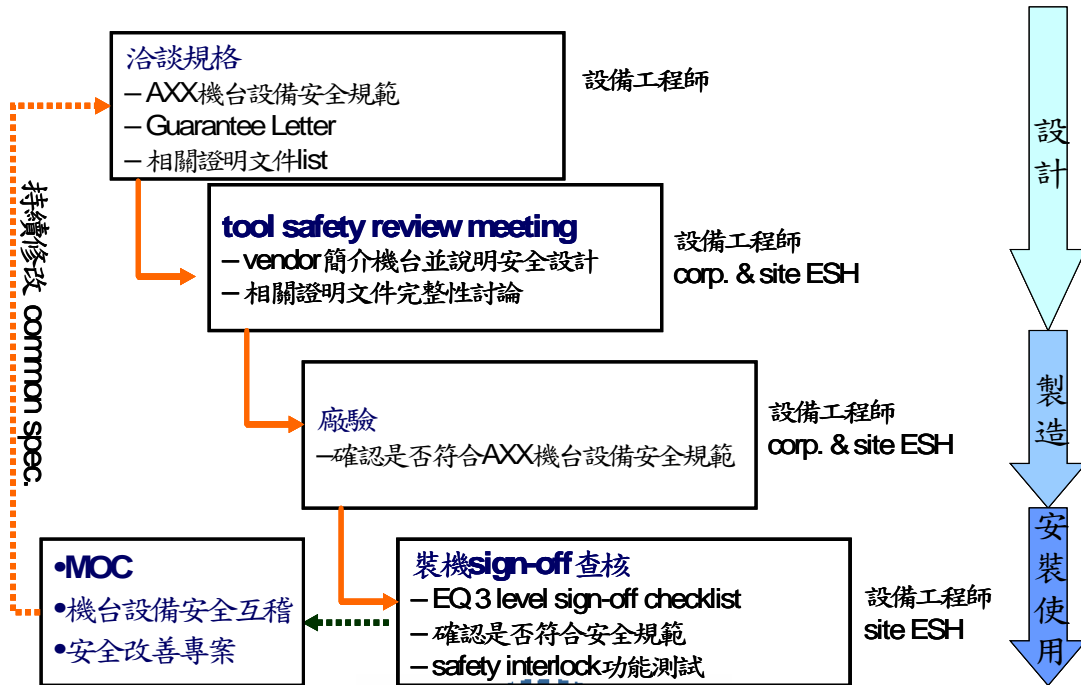 洽談規格
– AXX機台設備安全規範
– Guarantee Letter
– 相關證明文件list
設備工程師
tool safety review meeting
– vendor簡介機台並說明安全設計
– 相關證明文件完整性討論
設備工程師
corp. & site ESH
廠驗
–確認是否符合AXX機台設備安全規範
設備工程師
corp. & site ESH
裝機sign-off查核
– EQ 3 level sign-off checklist
– 確認是否符合安全規範
– safety interlock功能測試
設備工程師
site ESH
•MOC
•機台設備安全互稽
•安全改善專案
持續修改 common spec.
設計
製造
安裝使用